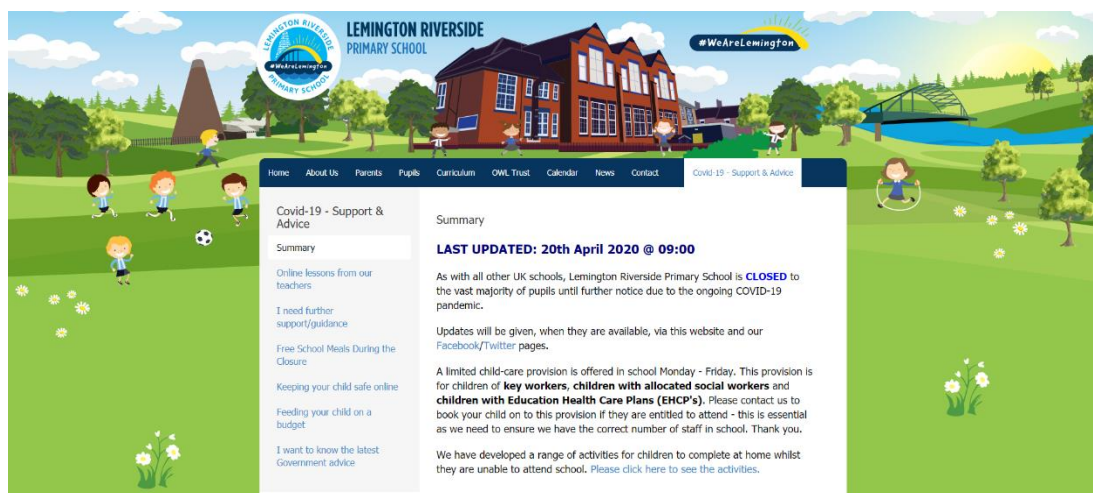 LEMINGTON RIVERSIDE
PRIMARY SCHOOL
LEMINGTON RIVERSIDE
#WeAreLemington
PRIMARY SCHOOL
#WeAreLemington
Home About Us Parents Pupils Curriculum OWL Trust Calendar News Contact Covid-19 - Support & Advice
Covid-19 - Support &
Advice
Summary
Online lessons from our
teachers
I need further
support/guidance
Free School Meals During the
Closure
Keeping your child safe online
Feeding your child on a
budget
I want to know the latest
Government advice
Summary
LAST UPDATED: 20th April 2020 @ 09:00
As with all other UK schools, Lemington Riverside Primary School is CLOSED to
the vast majority of pupils until further notice due to the ongoing COVID-19
pandemic.
Updates will be given, when they are available, via this website and our
Facebook/Twitter pages.
A limited child-care provision is offered in school Monday - Friday. This provision is
for children of key workers, children with allocated social workers and
children with Education Health Care Plans (EHCP's). Please contact us to
book your child on to this provision if they are entitled to attend - this is essential
as we need to ensure we have the correct number of staff in school. Thank you.
We have developed a range of activities for children to complete at home whilst
they are unable to attend school. Please click here to see the activities.